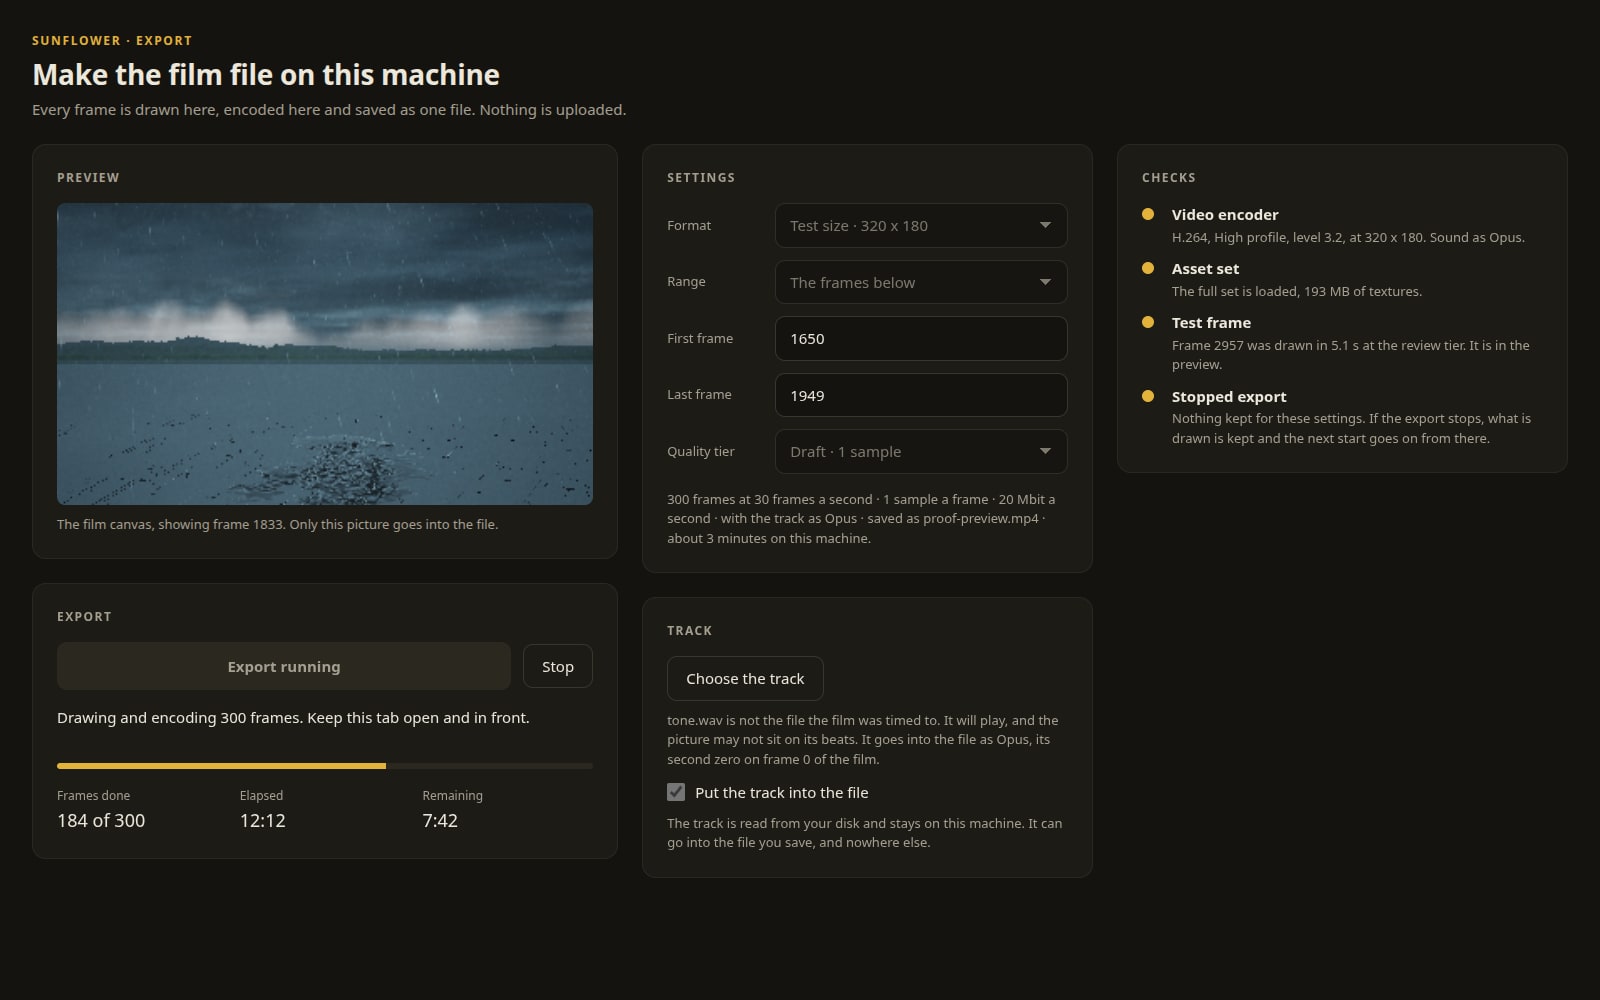 SUNFLOWER · EXPORT
Make the film file on this machine
Every frame is drawn here, encoded here and saved as one file. Nothing is uploaded.
PREVIEW
The film canvas, showing frame 1833. Only this picture goes into the file.
EXPORT
Export running
Stop
Drawing and encoding 300 frames. Keep this tab open and in front.
Frames done
184 of 300
Elapsed
12:12
Remaining
7:42
SETTINGS
Format
Test size · 320 x 180
Range
The frames below
First frame
1650
Last frame
1949
Quality tier
Draft · 1 sample
300 frames at 30 frames a second · 1 sample a frame · 20 Mbit a
second · with the track as Opus · saved as proof-preview.mp4 ·
about 3 minutes on this machine.
TRACK
Choose the track
tone.wav is not the file the film was timed to. It will play, and the
picture may not sit on its beats. It goes into the file as Opus, its
second zero on frame 0 of the film.
Put the track into the file
The track is read from your disk and stays on this machine. It can
go into the file you save, and nowhere else.
CHECKS
Video encoder
H.264, High profile, level 3.2, at 320 x 180. Sound as Opus.
Asset set
The full set is loaded, 193 MB of textures.
Test frame
Frame 2957 was drawn in 5.1 s at the review tier. It is in the
preview.
Stopped export
Nothing kept for these settings. If the export stops, what is
drawn is kept and the next start goes on from there.